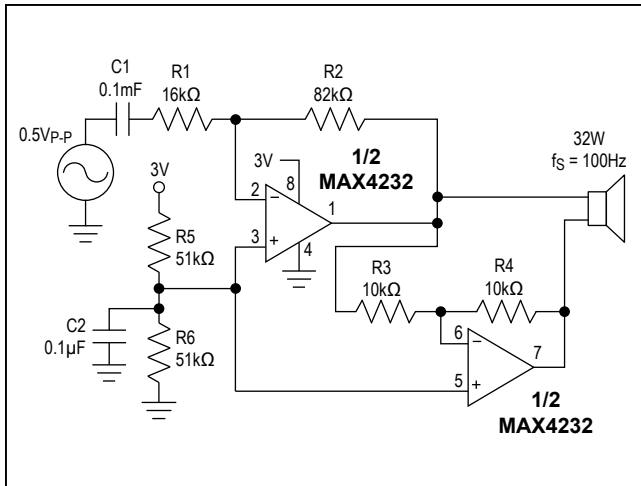 C1
0.1mF
R1
16kΩ
R2
82kΩ
0.5VP-P
3V
R5
51kΩ
C2
0.1µF
R6
51kΩ
3V
2
3
8
4
1
1/2
MAX4232
32W
fS = 100Hz
R3
10kΩ
R4
10kΩ
6
5
7
1/2
MAX4232